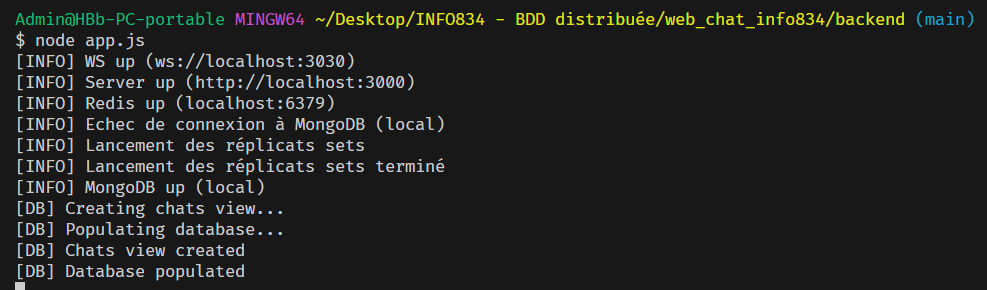 Admin@HBb-PC-portable MINGW64 ~/Desktop/INFO834 - BDD distribuée/web_chat_info834/backend (main)
$ node app.js
[INFO] WS up (ws://localhost:3030)
[INFO] Server up (http://localhost:3000)
[INFO] Redis up (localhost:6379)
[INFO] Echec de connexion à MongoDB (local)
[INFO] Lancement des réplicats sets
[INFO] Lancement des réplicats sets terminé
[INFO] MongoDB up (local)
[DB] Creating chats view...
[DB] Populating database...
[DB] Chats view created
[DB] Database populated